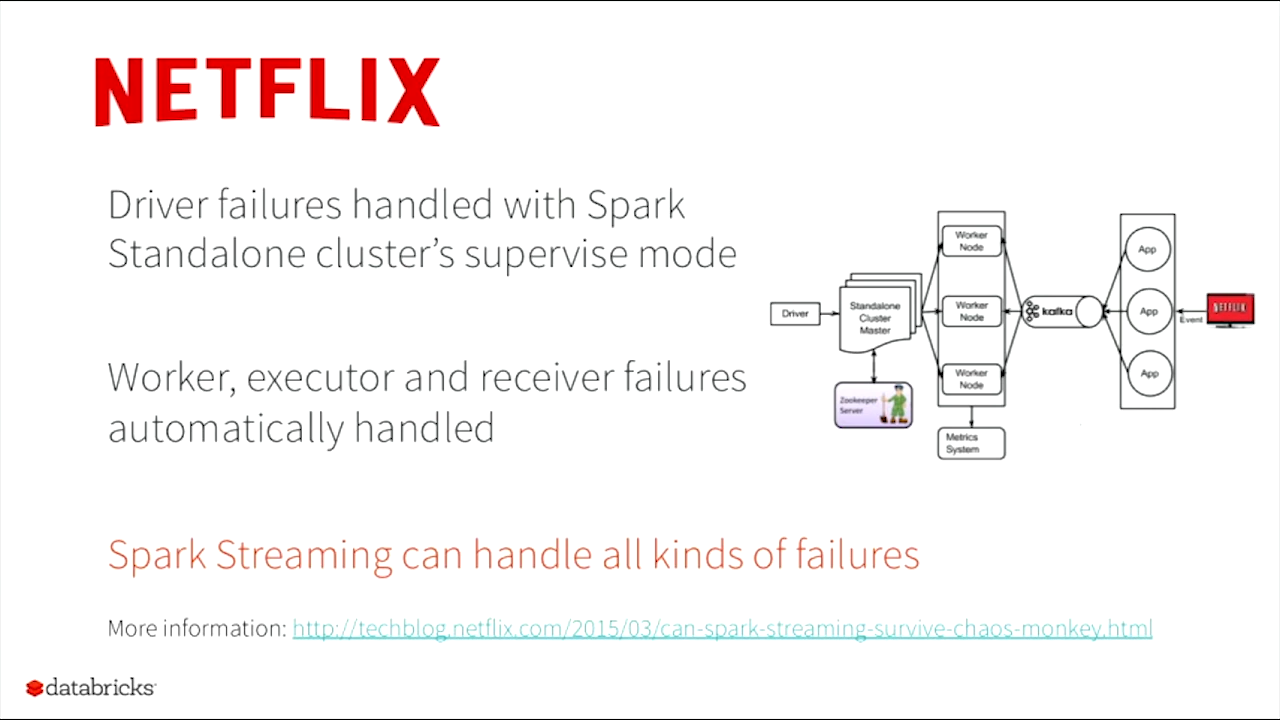 NETFLIX
Driver failures handled with Spark
Standalone cluster's supervise mode
Worker, executor and receiver failures
automatically handled
Driver
Standalone
Cluster
Master
Zookeeper
Server
Worker
Node
Worker
Node
Worker
Node
Metrics
System
kafka
App
App
App
Event
NETFLIX
Spark Streaming can handle all kinds of failures
More information: http://techblog.netflix.com/2015/03/can-spark-streaming-survive-chaos-monkey.html
databricks